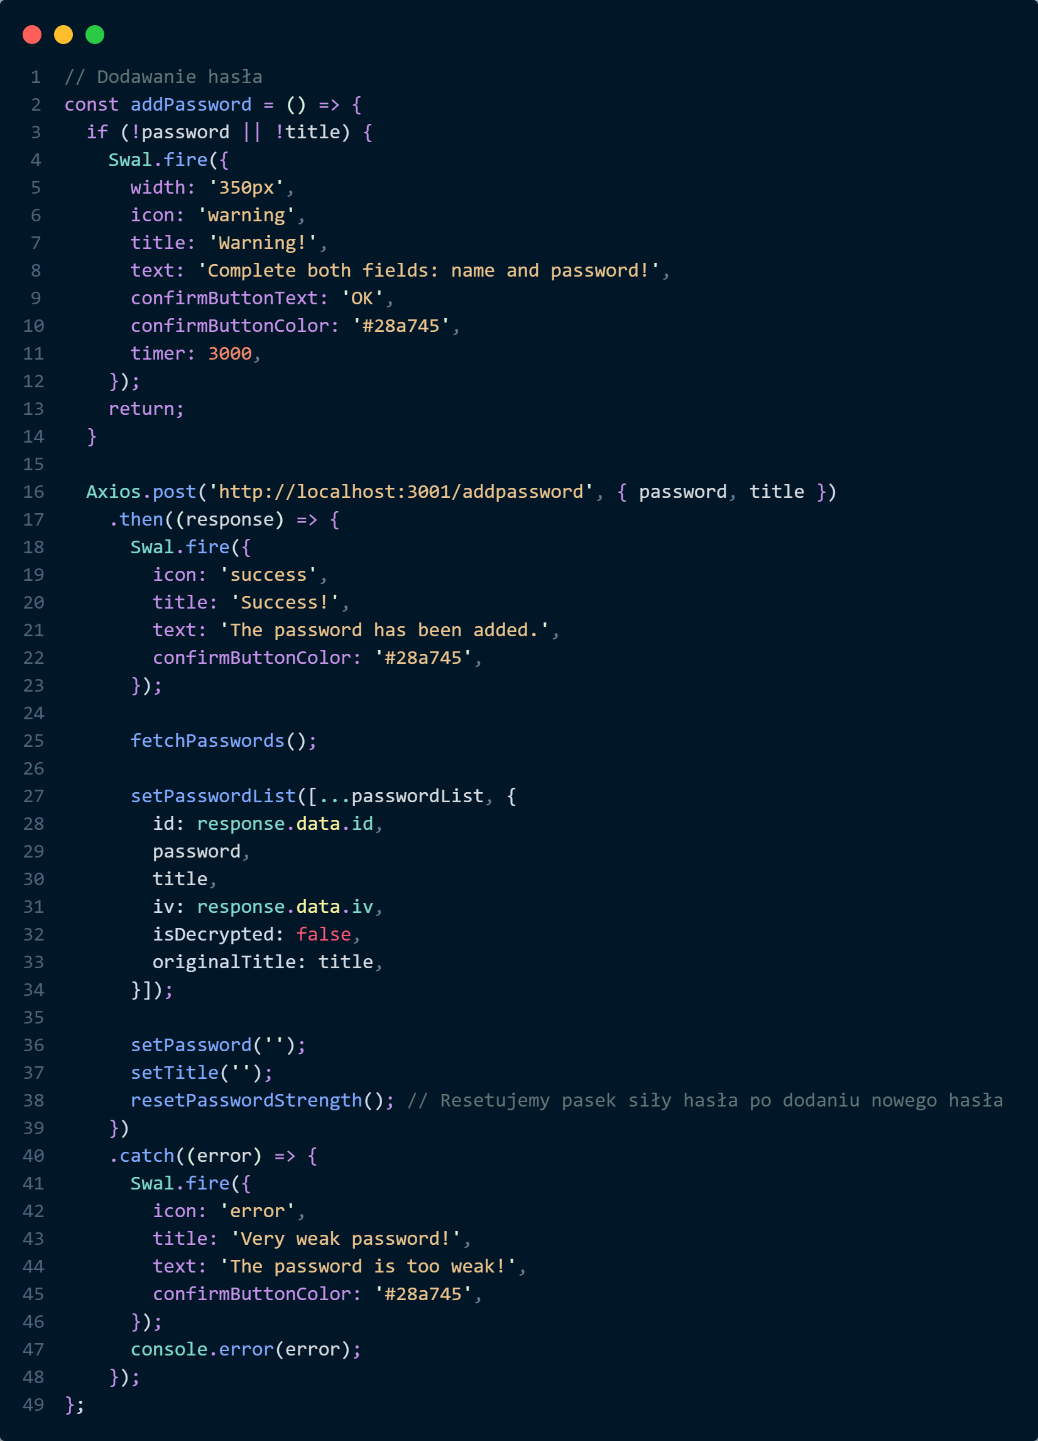 1 // Dodawanie hasła
2 const addPassword = () => {
3   if (!password || !title) {
4     Swal.fire({
5       width: '350px',
6       icon: 'warning',
7       title: 'Warning!',
8       text: 'Complete both fields: name and password!',
9       confirmButtonText: 'OK',
10       confirmButtonColor: '#28a745',
11       timer: 3000,
12     });
13     return;
14   }
15
16   Axios.post('http://localhost:3001/addpassword', { password, title })
17     .then((response) => {
18       Swal.fire({
19         icon: 'success',
20         title: 'Success!',
21         text: 'The password has been added.',
22         confirmButtonColor: '#28a745',
23       });
24
25       fetchPasswords();
26
27       setPasswordList([...passwordList, {
28         id: response.data.id,
29         password,
30         title,
31         iv: response.data.iv,
32         isDecrypted: false,
33         originalTitle: title,
34       }]);
35
36       setPassword('');
37       setTitle('');
38       resetPasswordStrength(); // Resetujemy pasek siły hasła po dodaniu nowego hasła
39     })
40     .catch((error) => {
41       Swal.fire({
42         icon: 'error',
43         title: 'Very weak password!',
44         text: 'The password is too weak!',
45         confirmButtonColor: '#28a745',
46       });
47       console.error(error);
48     });
49 };